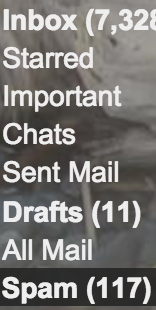 Inbox (7,328
Starred
Important
Chats
Sent Mail
Drafts (11)
All Mail
Spam (117)